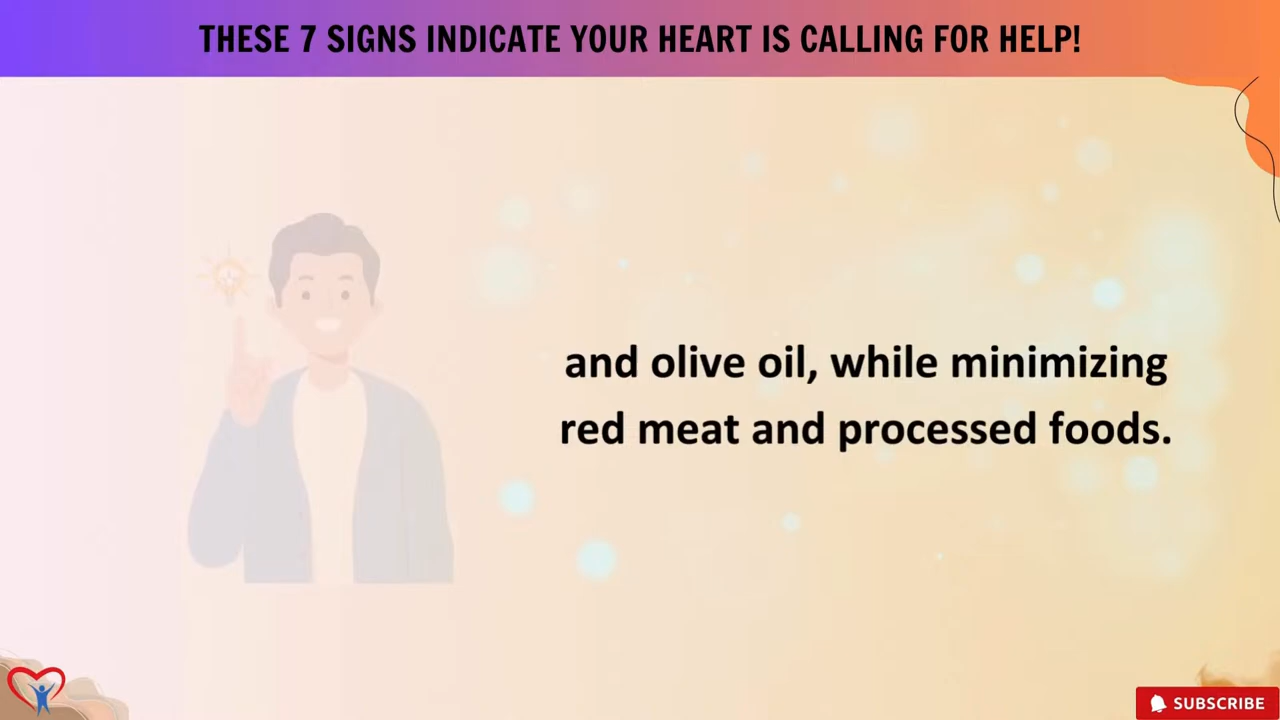 THESE 7 SIGNS INDICATE YOUR HEART IS CALLING FOR HELP!
and olive oil, while minimizing
red meat and processed foods.
SUBSCRIBE